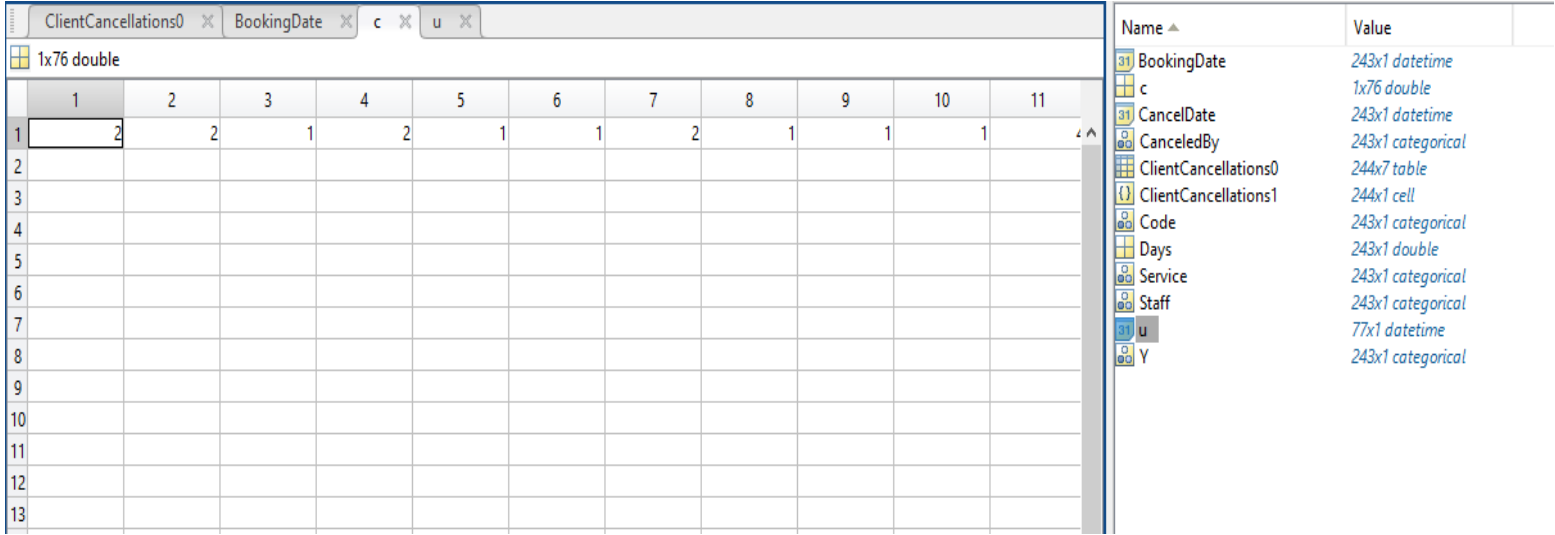 ClientCancellations0 BookingDate c u
1x76 double
1 2 3 4 5 6 7 8 9 10 11
1 2 2 1 2 1 1 2 1 1 1
2
3
4
5
6
7
8
9
10
11
12
13
Name Value
31 BookingDate 243x1 datetime
c 1x76 double
31 CancelDate 243x1 datetime
CanceledBy 243x1 categorical
ClientCancellations0 244x7 table
{} ClientCancellations1 244x1 cell
Code 243x1 categorical
Days 243x1 double
Service 243x1 categorical
Staff 243x1 categorical
31 u 77x1 datetime
Y 243x1 categorical